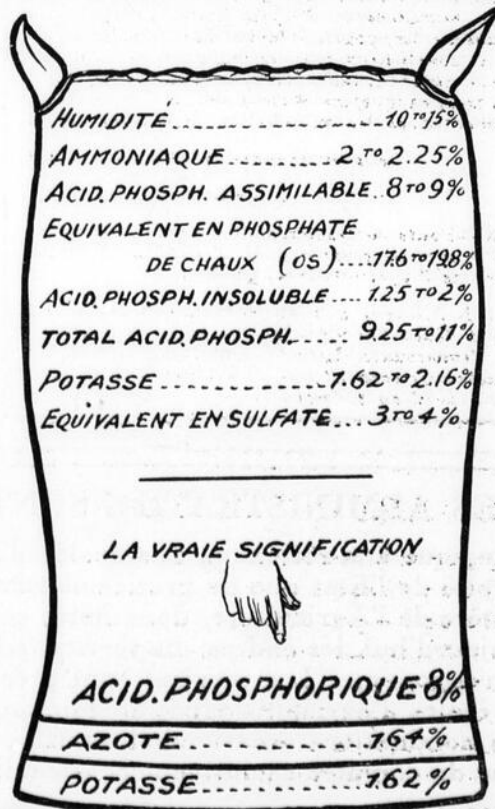 HUMIDITÉ........10 TO 15%
AMMONIAQUE........2 TO 2.25%
ACID. PHOSPH. ASSIMILABLE..8 TO 9%
EQUIVALENT EN PHOSPHATE
DE CHAUX (OS)....17.6 TO 19.8%
ACID. PHOSPH. INSOLUBLE....1.25 TO 2%
TOTAL ACID. PHOSPH.....9.25 TO 11%
POTASSE............1.62 TO 2.16%
EQUIVALENT EN SULFATE...3 TO 4%
LA VRAIE SIGNIFICATION
ACID. PHOSPHORIQUE 8%
AZOTE..........1.64%
POTASSE........1.62%